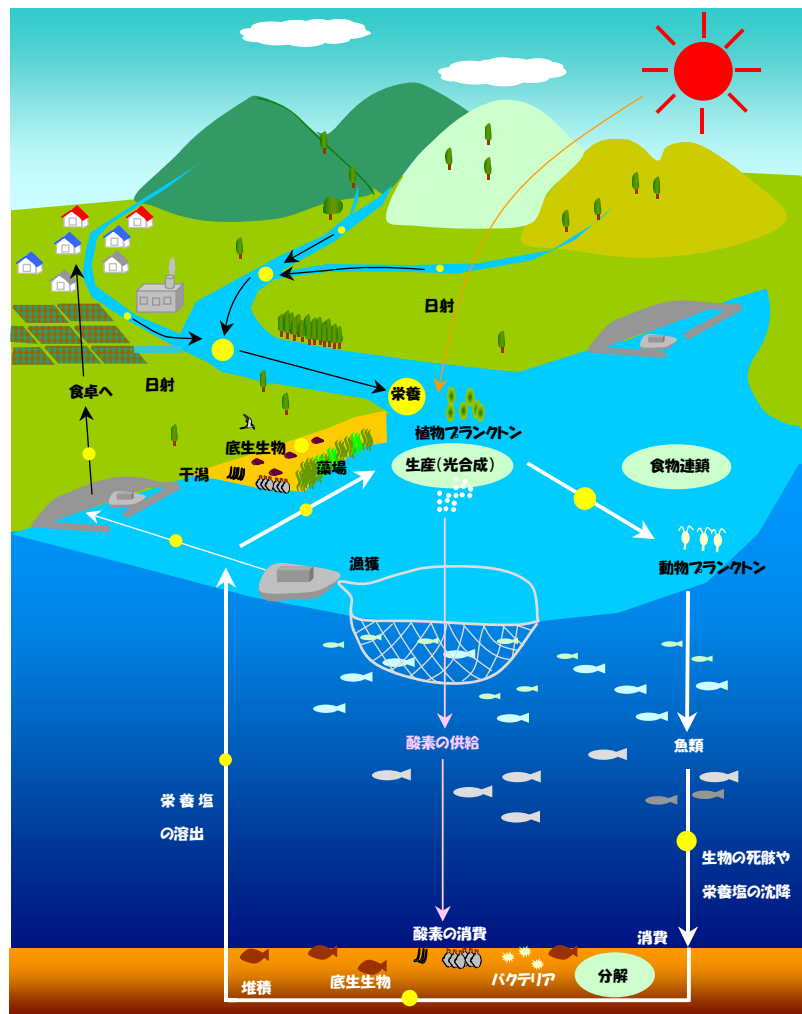 日射
食卓へ
日射
栄養
植物プランクトン
底生生物
藻場
干潟
生産(光合成)
食物連鎖
漁獲
動物プランクトン
酸素の供給
魚類
栄養塩
の溶出
生物の死骸や
栄養塩の沈降
酸素の消費
消費
堆積
底生生物
バクテリア
分解